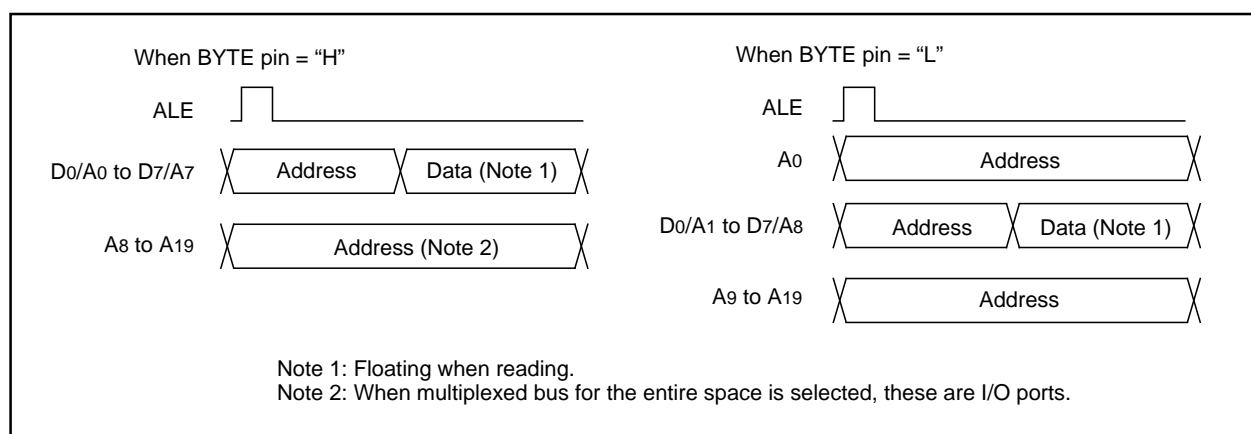 When BYTE pin = “H”
ALE
D0/A0 to D7/A7
Address
Data (Note 1)
A8 to A19
Address (Note 2)
When BYTE pin = “L”
ALE
A0
Address
D0/A1 to D7/A8
Address
Data (Note 1)
A9 to A19
Address
Note 1: Floating when reading.
Note 2: When multiplexed bus for the entire space is selected, these are I/O ports.